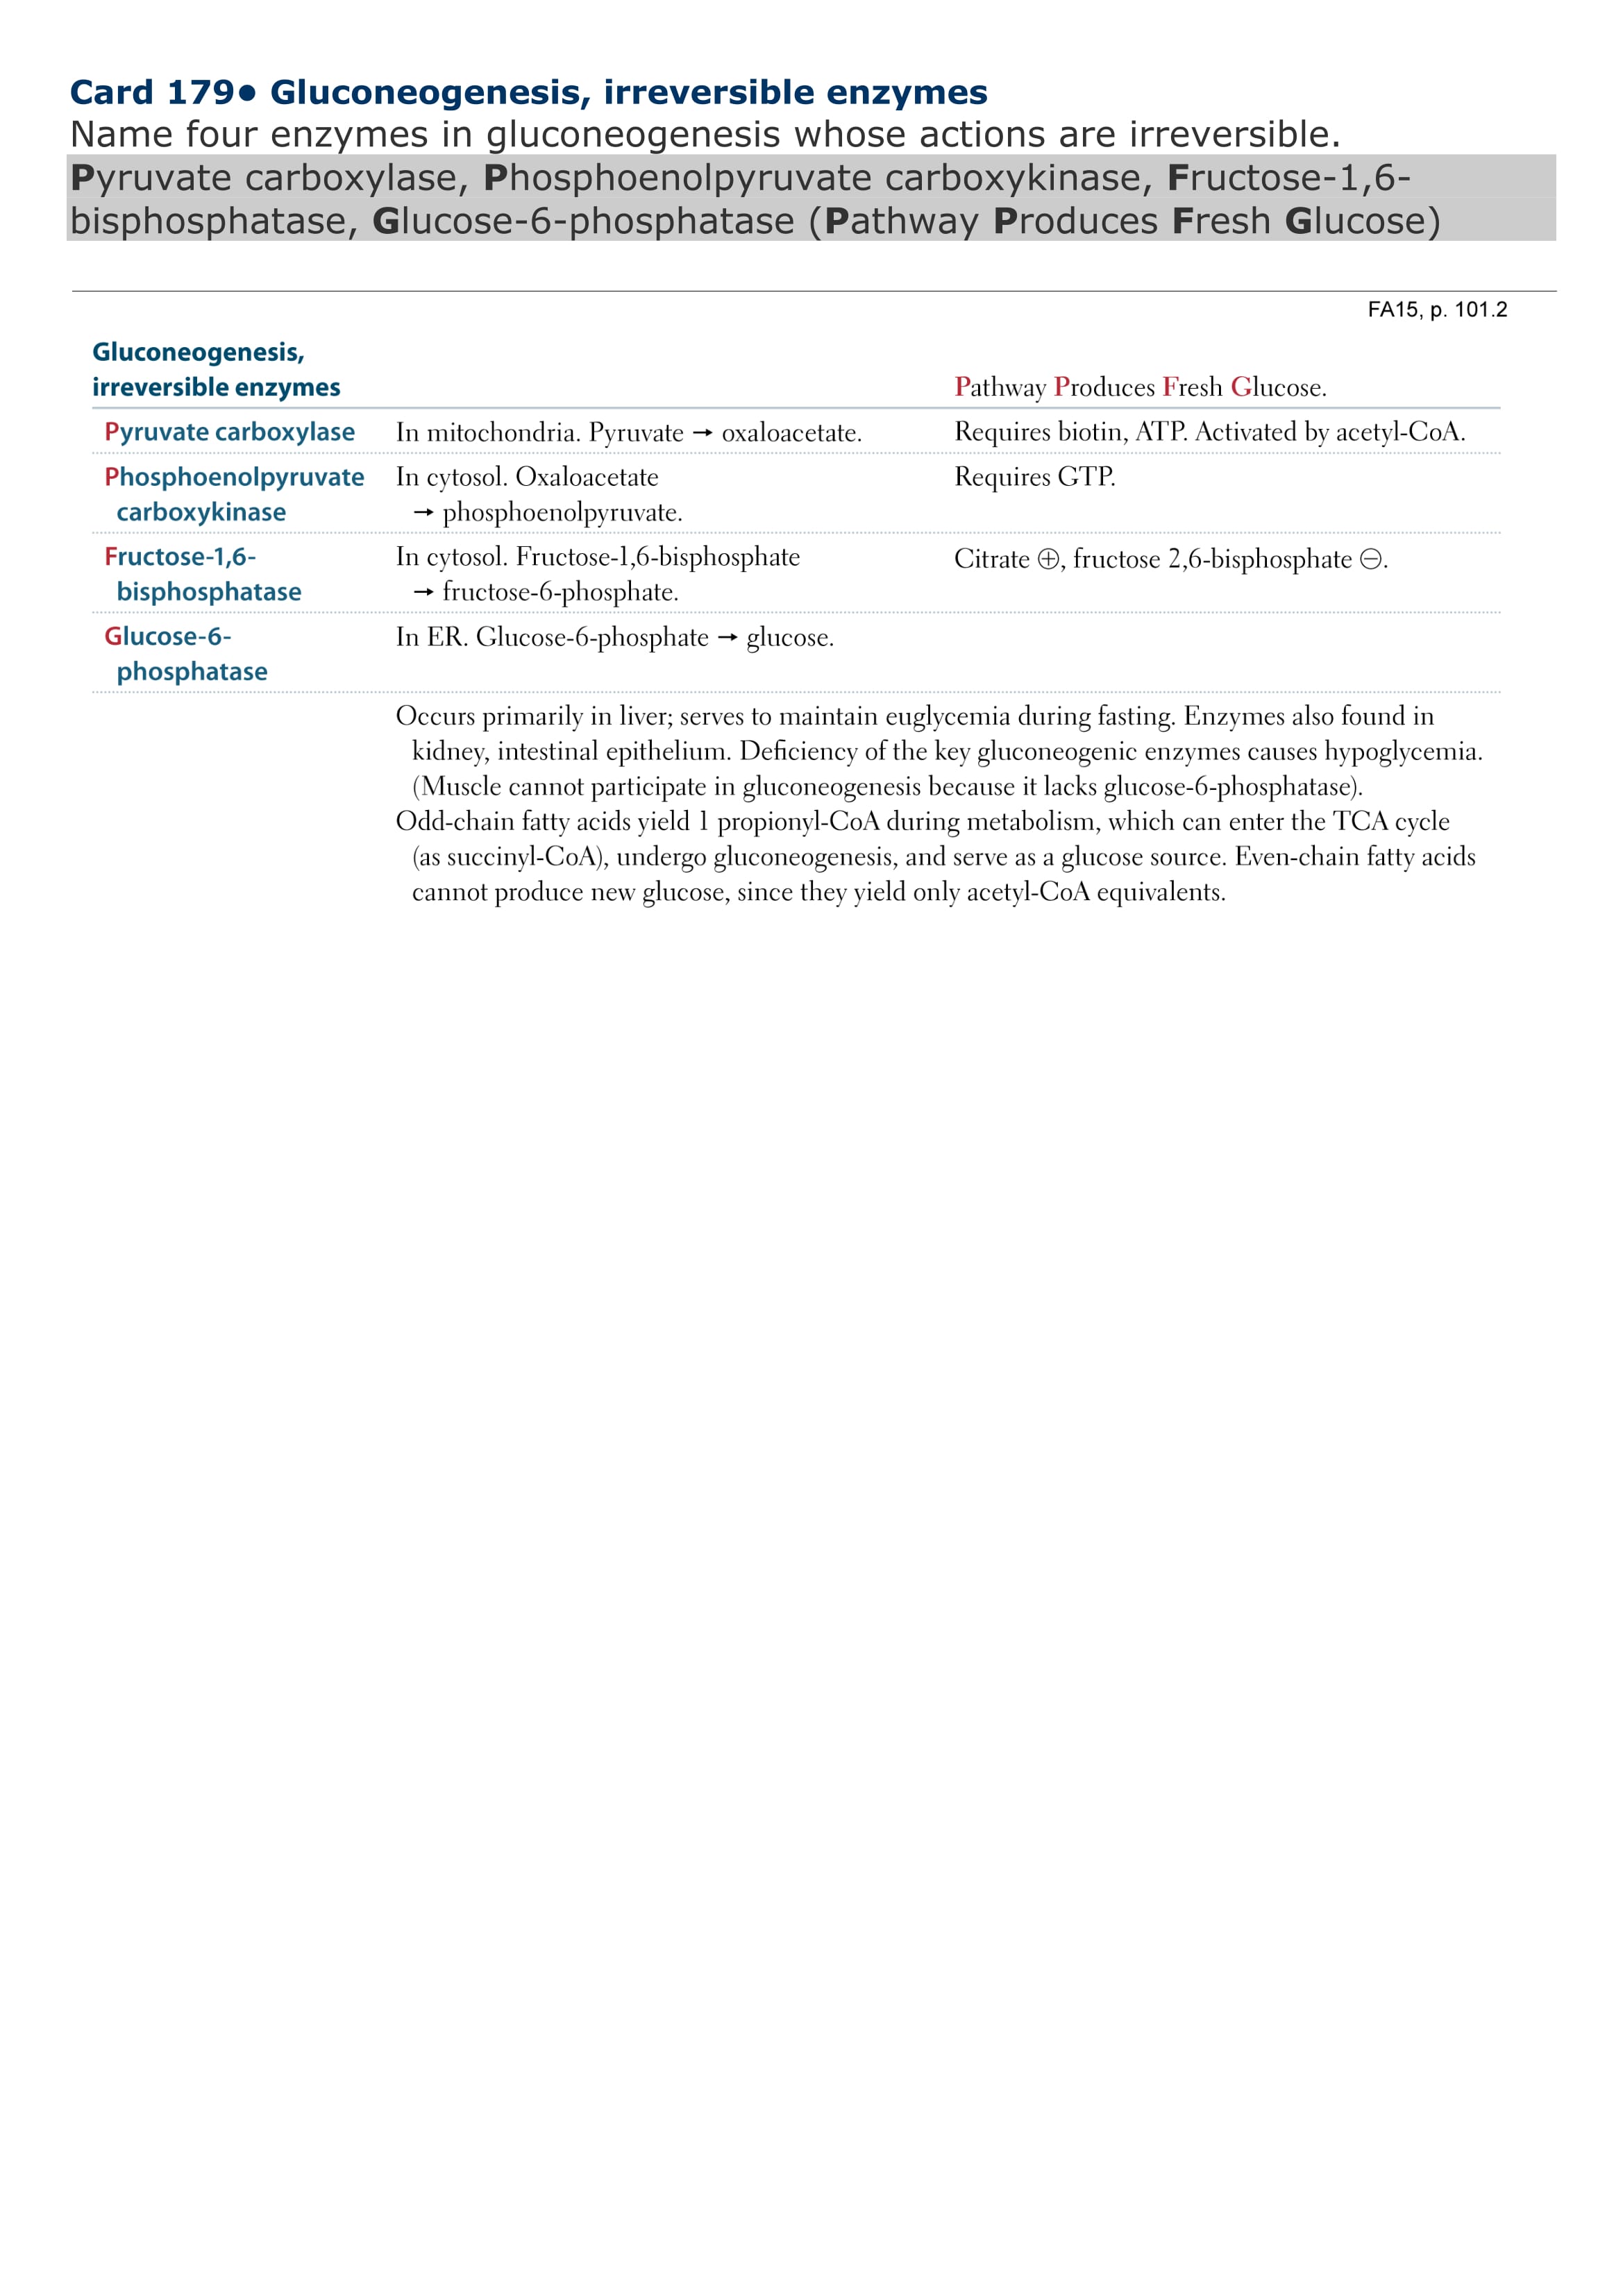 Card 179• Gluconeogenesis, irreversible enzymes
Name four enzymes in gluconeogenesis whose actions are irreversible.
Pyruvate carboxylase, Phosphoenolpyruvate carboxykinase, Fructose-1,6-
bisphosphatase, Glucose-6-phosphatase (Pathway Produces Fresh Glucose)
FA15, p. 101.2
Gluconeogenesis,
irreversible enzymes
Pathway Produces Fresh Glucose.
Pyruvate carboxylase
In mitochondria. Pyruvate → oxaloacetate.
Requires biotin, ATP. Activated by acetyl-CoA.
Phosphoenolpyruvate
carboxykinase
In cytosol. Oxaloacetate
→ phosphoenolpyruvate.
Requires GTP.
Fructose-1,6-
bisphosphatase
In cytosol. Fructose-1,6-bisphosphate
→ fructose-6-phosphate.
Citrate ⊕, fructose 2,6-bisphosphate ⊖.
Glucose-6-
phosphatase
In ER. Glucose-6-phosphate → glucose.
Occurs primarily in liver; serves to maintain euglycemia during fasting. Enzymes also found in
kidney, intestinal epithelium. Deficiency of the key gluconeogenic enzymes causes hypoglycemia.
(Muscle cannot participate in gluconeogenesis because it lacks glucose-6-phosphatase).
Odd-chain fatty acids yield 1 propionyl-CoA during metabolism, which can enter the TCA cycle
(as succinyl-CoA), undergo gluconeogenesis, and serve as a glucose source. Even-chain fatty acids
cannot produce new glucose, since they yield only acetyl-CoA equivalents.